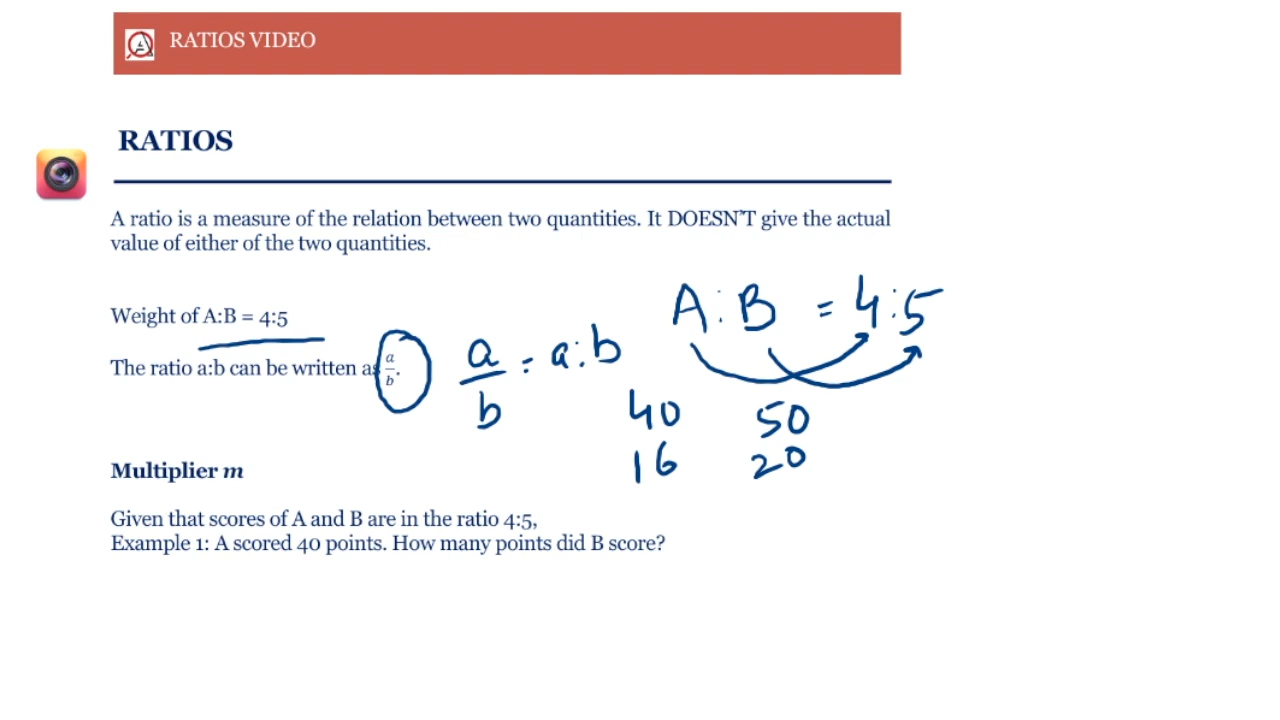 RATIOS VIDEO
RATIOS
A ratio is a measure of the relation between two quantities. It DOESN'T give the actual
value of either of the two quantities.
A:B = 4:5
Weight of A:B = 4:5
The ratio a:b can be written as a/b.
a/b = a:b
40 50
16 20
Multiplier m
Given that scores of A and B are in the ratio 4:5,
Example 1: A scored 40 points. How many points did B score?